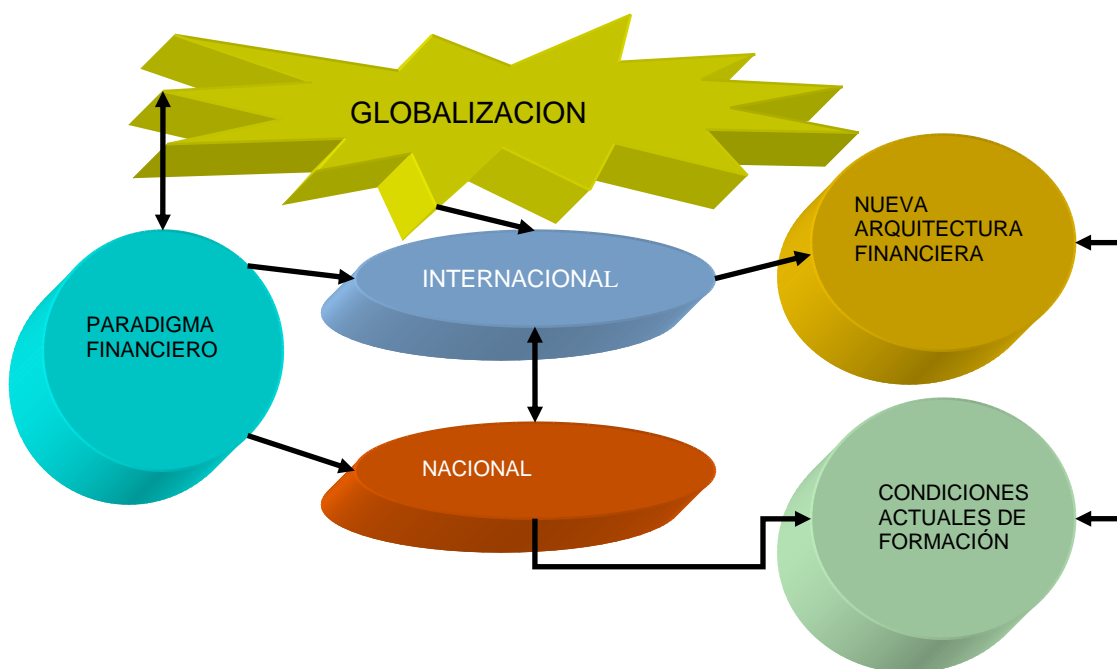 GLOBALIZACION
NUEVA
ARQUITECTURA
FINANCIERA
INTERNACIONAL
PARADIGMA
FINANCIERO
NACIONAL
CONDICIONES
ACTUALES DE
FORMACIÓN